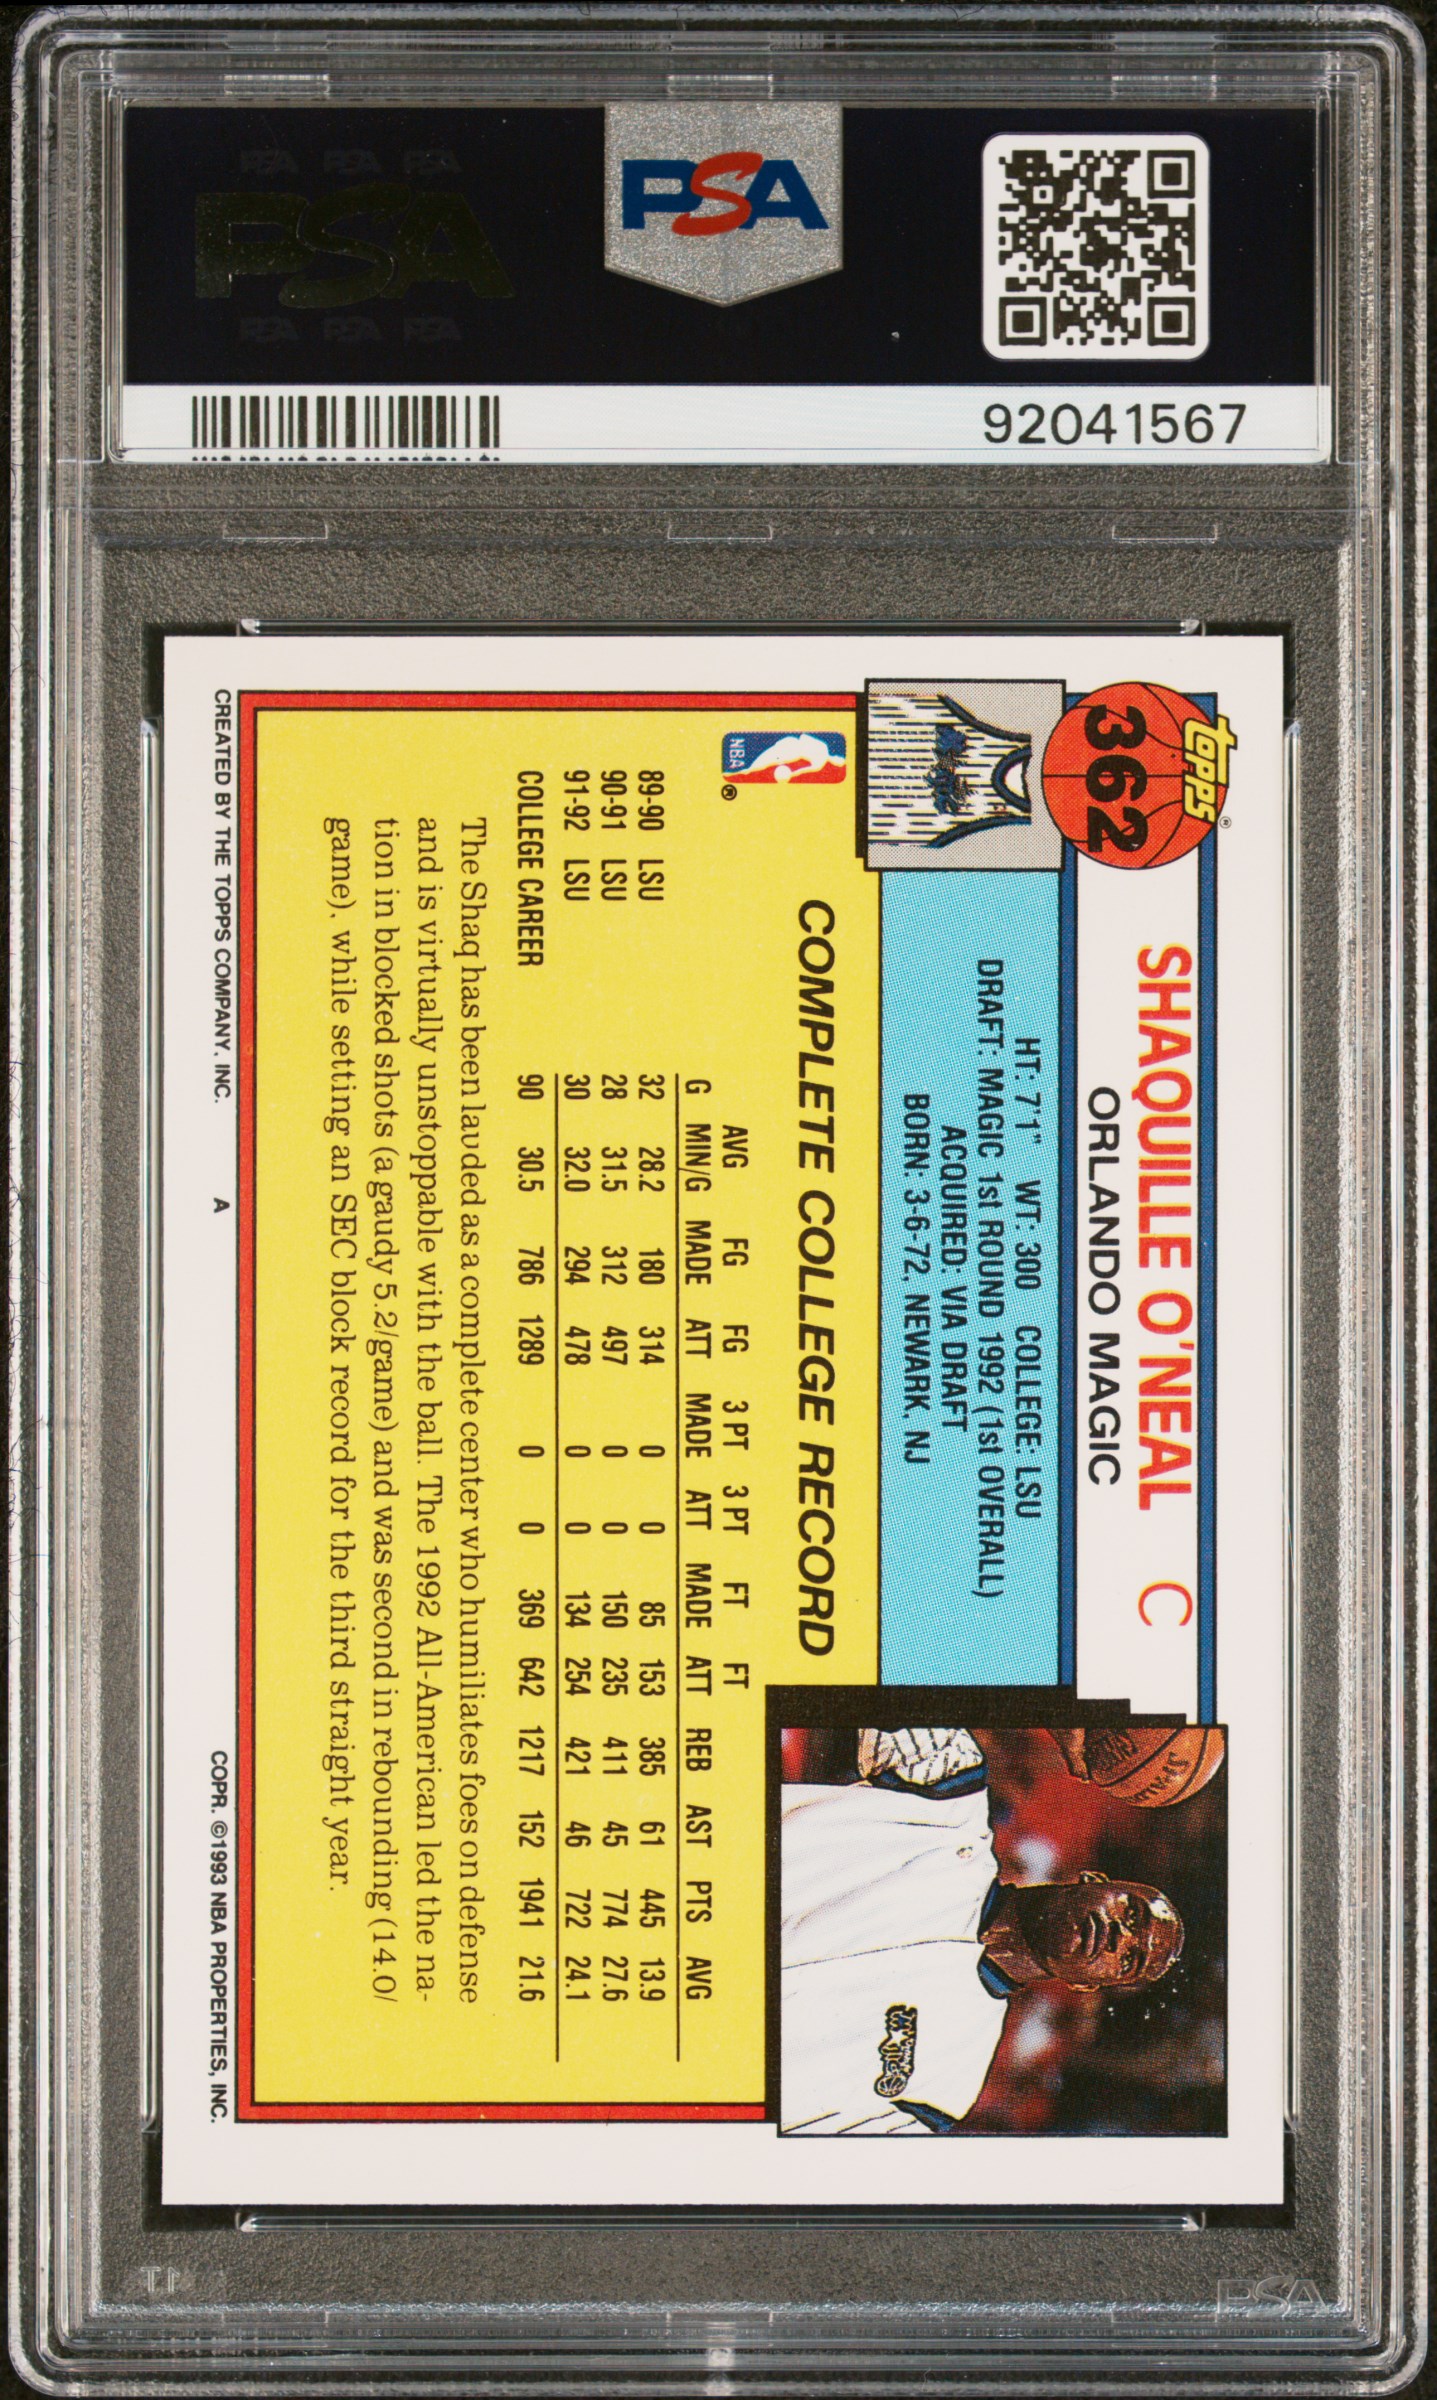 PSA PSA PSA
PSA
PSA PSA PSA
PSA
92041567
topps®
362
SHAQUILLE O'NEAL C
ORLANDO MAGIC
HT: 7'1" WT: 300 COLLEGE: LSU
DRAFT: MAGIC 1st ROUND 1992 (1st OVERALL)
ACQUIRED: VIA DRAFT
BORN: 3-6-72, NEWARK, NJ
NBA ®
COMPLETE COLLEGE RECORD
AVG FG FG 3 PT 3 PT FT FT
G MIN/G MADE ATT MADE ATT MADE ATT REB AST PTS AVG
89-90 LSU 32 28.2 180 314 0 0 85 153 385 61 445 13.9
90-91 LSU 28 31.5 312 497 0 0 150 235 411 45 774 27.6
91-92 LSU 30 32.0 294 478 0 0 134 254 421 46 722 24.1
COLLEGE CAREER 90 30.5 786 1289 0 0 369 642 1217 152 1941 21.6
The Shaq has been lauded as a complete center who humiliates foes on defense
and is virtually unstoppable with the ball. The 1992 All-American led the na-
tion in blocked shots (a gaudy 5.2/game) and was second in rebounding (14.0/
game), while setting an SEC block record for the third straight year.
CREATED BY THE TOPPS COMPANY, INC. A COPR. ©1993 NBA PROPERTIES, INC.
PSA